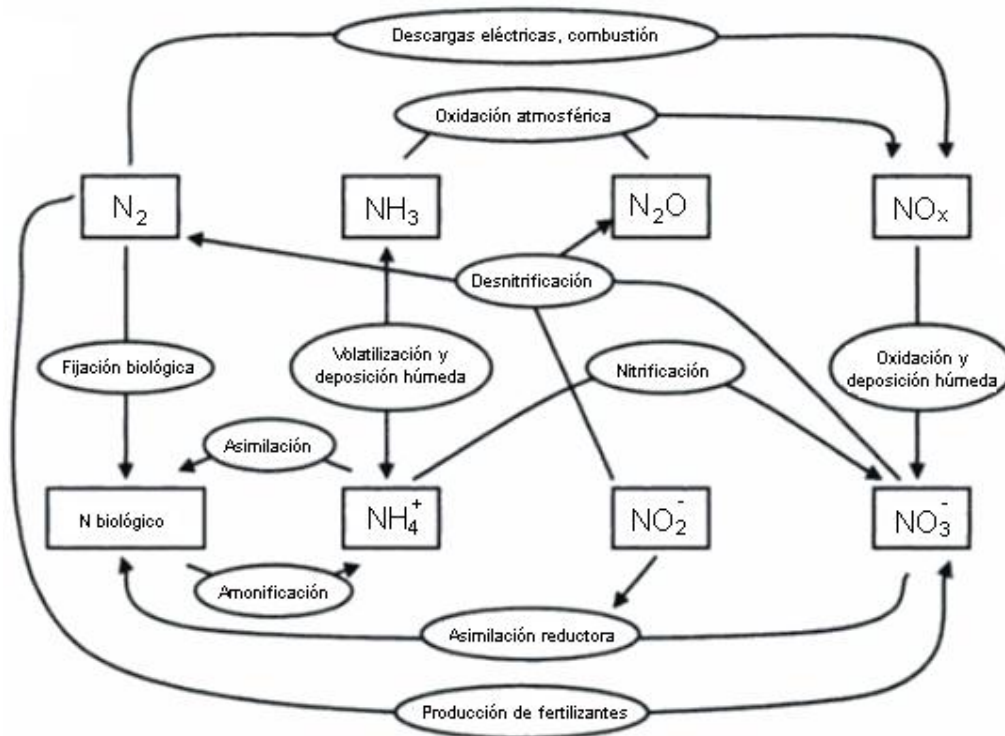 Descargas eléctricas, combustión
Oxidación atmosférica
N₂
NH₃
N₂O
NOₓ
Desnitrificación
Fijación biológica
Volatilización y
deposición húmeda
Nitrificación
Oxidación y
deposición húmeda
Asimilación
N biológico
NH₄⁺
NO₂⁻
NO₃⁻
Amonificación
Asimilación reductora
Producción de fertilizantes